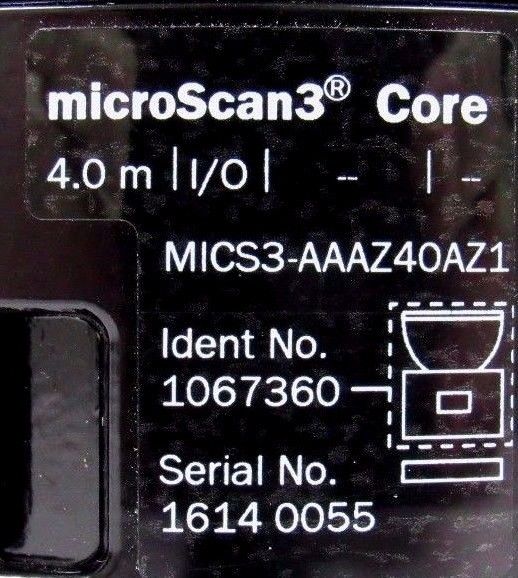 microScan3® Core
4.0 m | I/O | -- | --
MICS3-AAAZ40AZ1
Ident No.
1067360
Serial No.
1614 0055